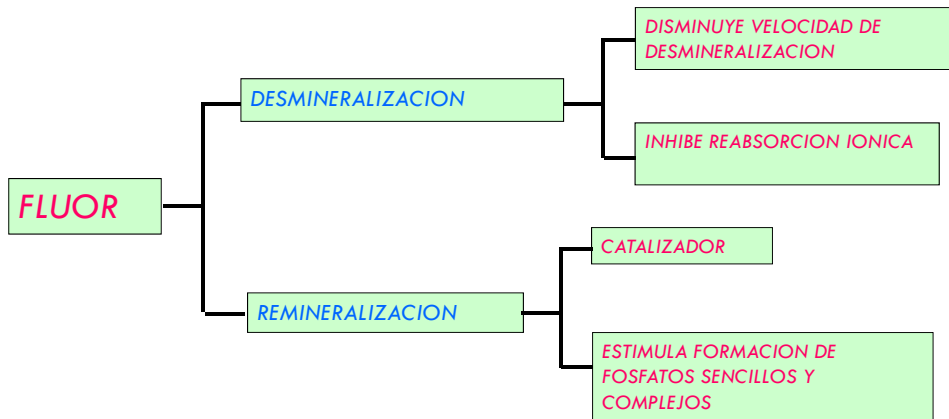 DISMINUYE VELOCIDAD DE
DESMINERALIZACION
DESMINERALIZACION
INHIBE REABSORCION IONICA
FLUOR
CATALIZADOR
REMINERALIZACION
ESTIMULA FORMACION DE
FOSFATOS SENCILLOS Y
COMPLEJOS